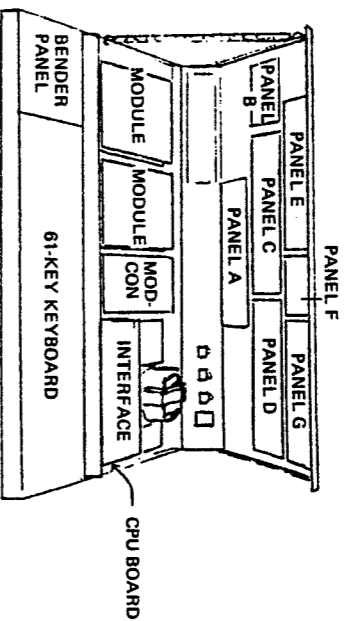 PANEL F
PANEL E
PANEL G
PANEL
B
PANEL C
PANEL D
PANEL A
MODULE
MODULE
MOD-
CON
INTERFACE
CPU BOARD
BENDER
PANEL
61-KEY KEYBOARD